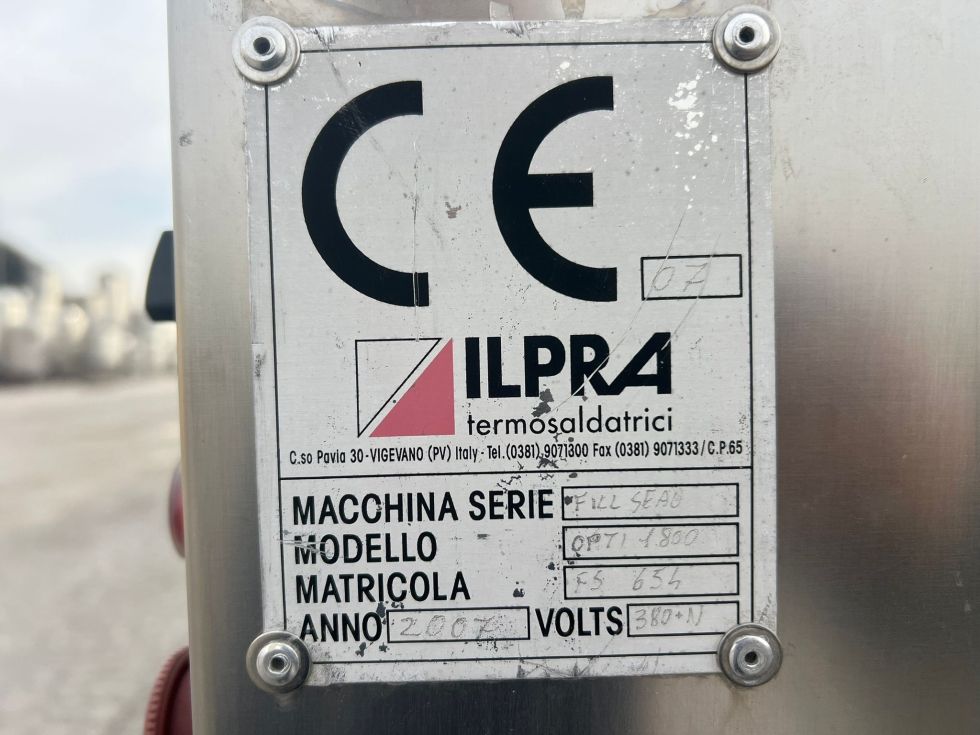 CE
07
ILPRA
termosaldatrici
C.so Pavia 30-VIGEVANO (PV) Italy - Tel.(0381) 9071300 Fax (0381) 9071333/C.P.65
MACCHINA SERIE FILL SEAL
MODELLO OPTI 1800
MATRICOLA FS 654
ANNO 2007 VOLTS 380+N